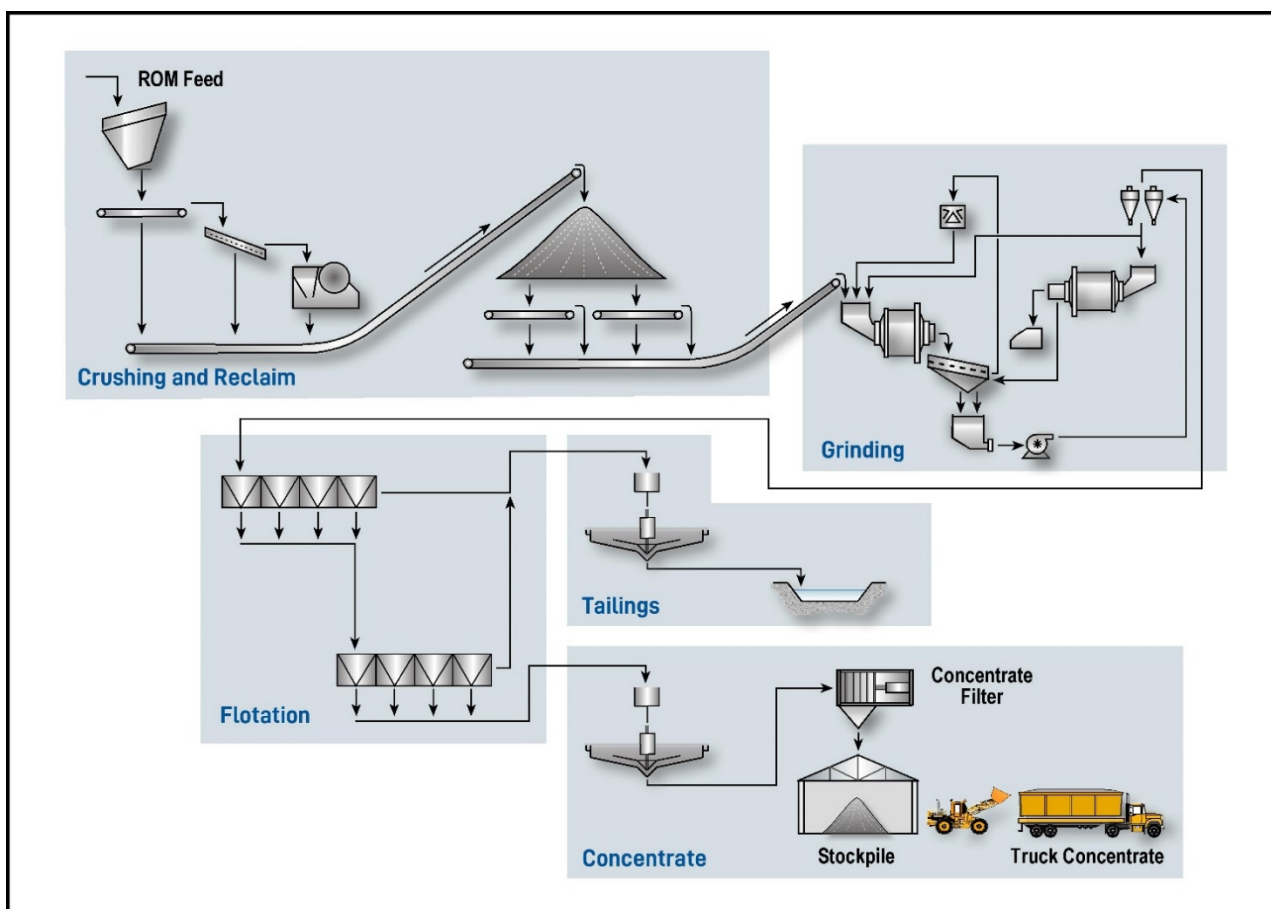 ROM Feed
Crushing and Reclaim
Grinding
Flotation
Tailings
Concentrate
Filter
Concentrate
Stockpile
Truck Concentrate